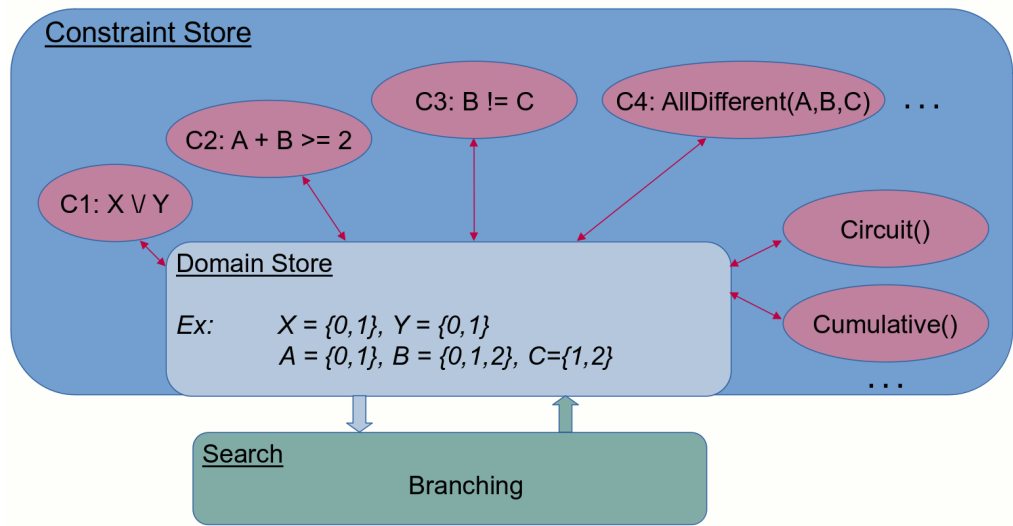 Constraint Store
C3: B != C
C4: AllDifferent(A,B,C)
...
C2: A + B >= 2
C1: X \/ Y
Circuit()
Domain Store
Ex: X = {0,1}, Y = {0,1}
Cumulative()
A = {0,1}, B = {0,1,2}, C={1,2}
...
Search
Branching